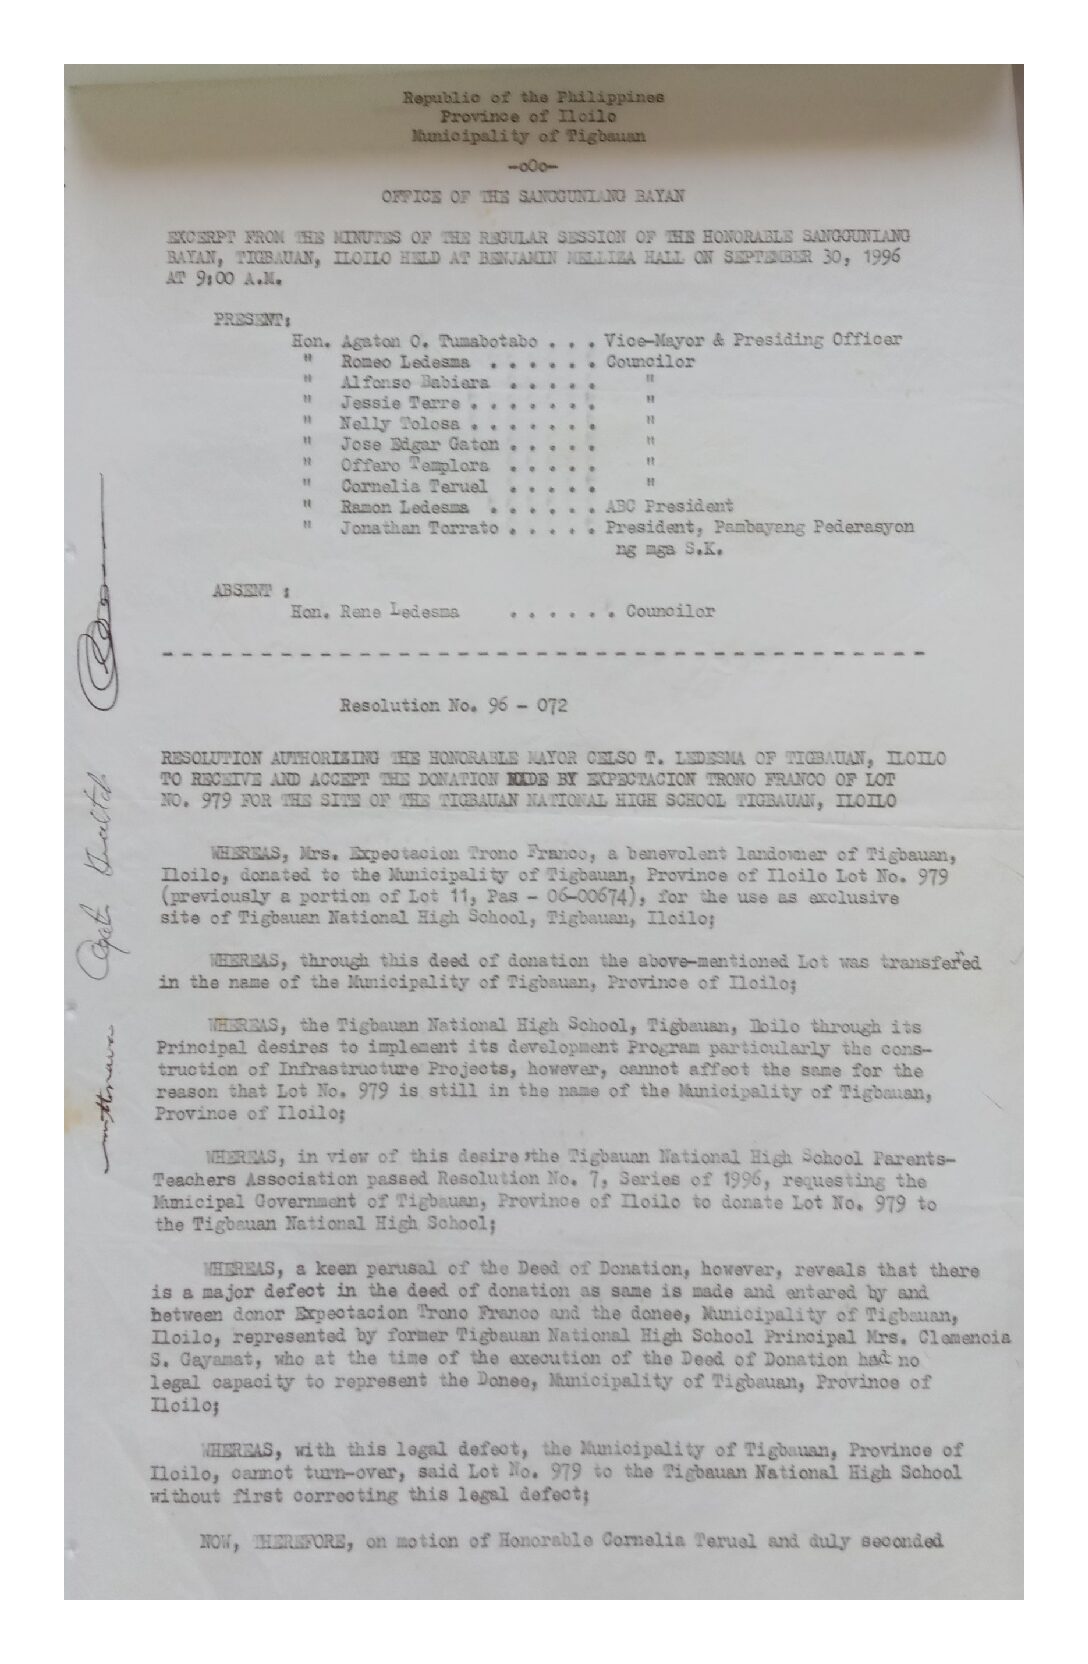 Republic of the Philippines
Province of Iloilo
Municipality of Tigbauan
-oOo-
OFFICE OF THE SANGGUNIANG BAYAN
EXCERPT FROM THE MINUTES OF THE REGULAR SESSION OF THE HONORABLE SANGGUNIANG
BAYAN, TIGBAUAN, ILOILO HELD AT BENJAMIN MELLIZA HALL ON SEPTEMBER 30, 1996
AT 9:00 A.M.
PRESENT:
Hon. Agaton O. Tumabotabo . . . Vice-Mayor & Presiding Officer
" Romeo Ledesma . . . . . . Councilor
" Alfonso Babiera . . . . . "
" Jessie Terre . . . . . . . "
" Nelly Tolosa . . . . . . . "
" Jose Edgar Gaton . . . . . "
" Offero Templora . . . . . "
" Cornelia Teruel . . . . . "
" Ramon Ledesma . . . . . . ABC President
" Jonathan Torrato . . . . . President, Pambayang Pederasyon
ng mga S.K.
ABSENT :
Hon. Rene Ledesma . . . . . . Councilor
- - - - - - - - - - - - - - - - - - - - - - - - - - - - - - - - - - - - - - -
Resolution No. 96 - 072
RESOLUTION AUTHORIZING THE HONORABLE MAYOR CELSO T. LEDESMA OF TIGBAUAN, ILOILO
TO RECEIVE AND ACCEPT THE DONATION MADE BY EXPECTACION TRONO FRANCO OF LOT
NO. 979 FOR THE SITE OF THE TIGBAUAN NATIONAL HIGH SCHOOL TIGBAUAN, ILOILO
WHEREAS, Mrs. Expectacion Trono Franco, a benevolent landowner of Tigbauan,
Iloilo, donated to the Municipality of Tigbauan, Province of Iloilo Lot No. 979
(previously a portion of Lot 11, Pas - 06-00674), for the use as exclusive
site of Tigbauan National High School, Tigbauan, Iloilo;
WHEREAS, through this deed of donation the above-mentioned Lot was transferred
in the name of the Municipality of Tigbauan, Province of Iloilo;
WHEREAS, the Tigbauan National High School, Tigbauan, Iloilo through its
Principal desires to implement its development Program particularly the cons-
truction of Infrastructure Projects, however, cannot affect the same for the
reason that Lot No. 979 is still in the name of the Municipality of Tigbauan,
Province of Iloilo;
WHEREAS, in view of this desire,the Tigbauan National High School Parents-
Teachers Association passed Resolution No. 7, Series of 1996, requesting the
Municipal Government of Tigbauan, Province of Iloilo to donate Lot No. 979 to
the Tigbauan National High School;
WHEREAS, a keen perusal of the Deed of Donation, however, reveals that there
is a major defect in the deed of donation as same is made and entered by and
between donor Expectacion Trono Franco and the donee, Municipality of Tigbauan,
Iloilo, represented by former Tigbauan National High School Principal Mrs. Clemencia
S. Gayamat, who at the time of the execution of the Deed of Donation had no
legal capacity to represent the Donee, Municipality of Tigbauan, Province of
Iloilo;
WHEREAS, with this legal defect, the Municipality of Tigbauan, Province of
Iloilo, cannot turn-over, said Lot No. 979 to the Tigbauan National High School
without first correcting this legal defect;
NOW, THEREFORE, on motion of Honorable Cornelia Teruel and duly seconded